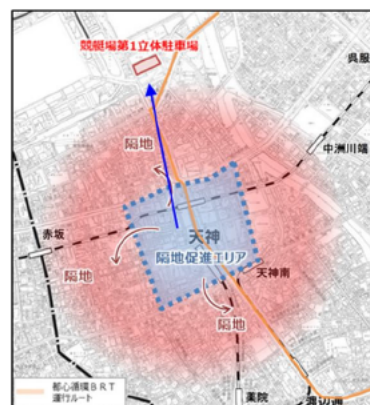 競艇場第1立体駐車場
呉服
中洲川端
隔地
赤坂
天神
隔地促進エリア
天神南
隔地
隔地
都心循環ＢＲＴ
運行ルート
薬院
渡辺通